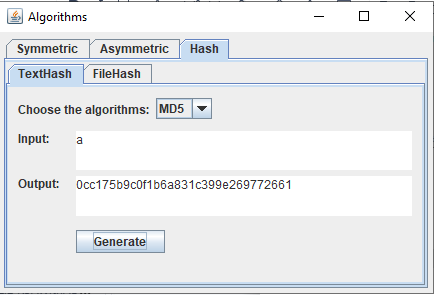 Algorithms
Symmetric Asymmetric Hash
TextHash FileHash
Choose the algorithms: MD5
Input: a
Output: 0cc175b9c0f1b6a831c399e269772661
Generate